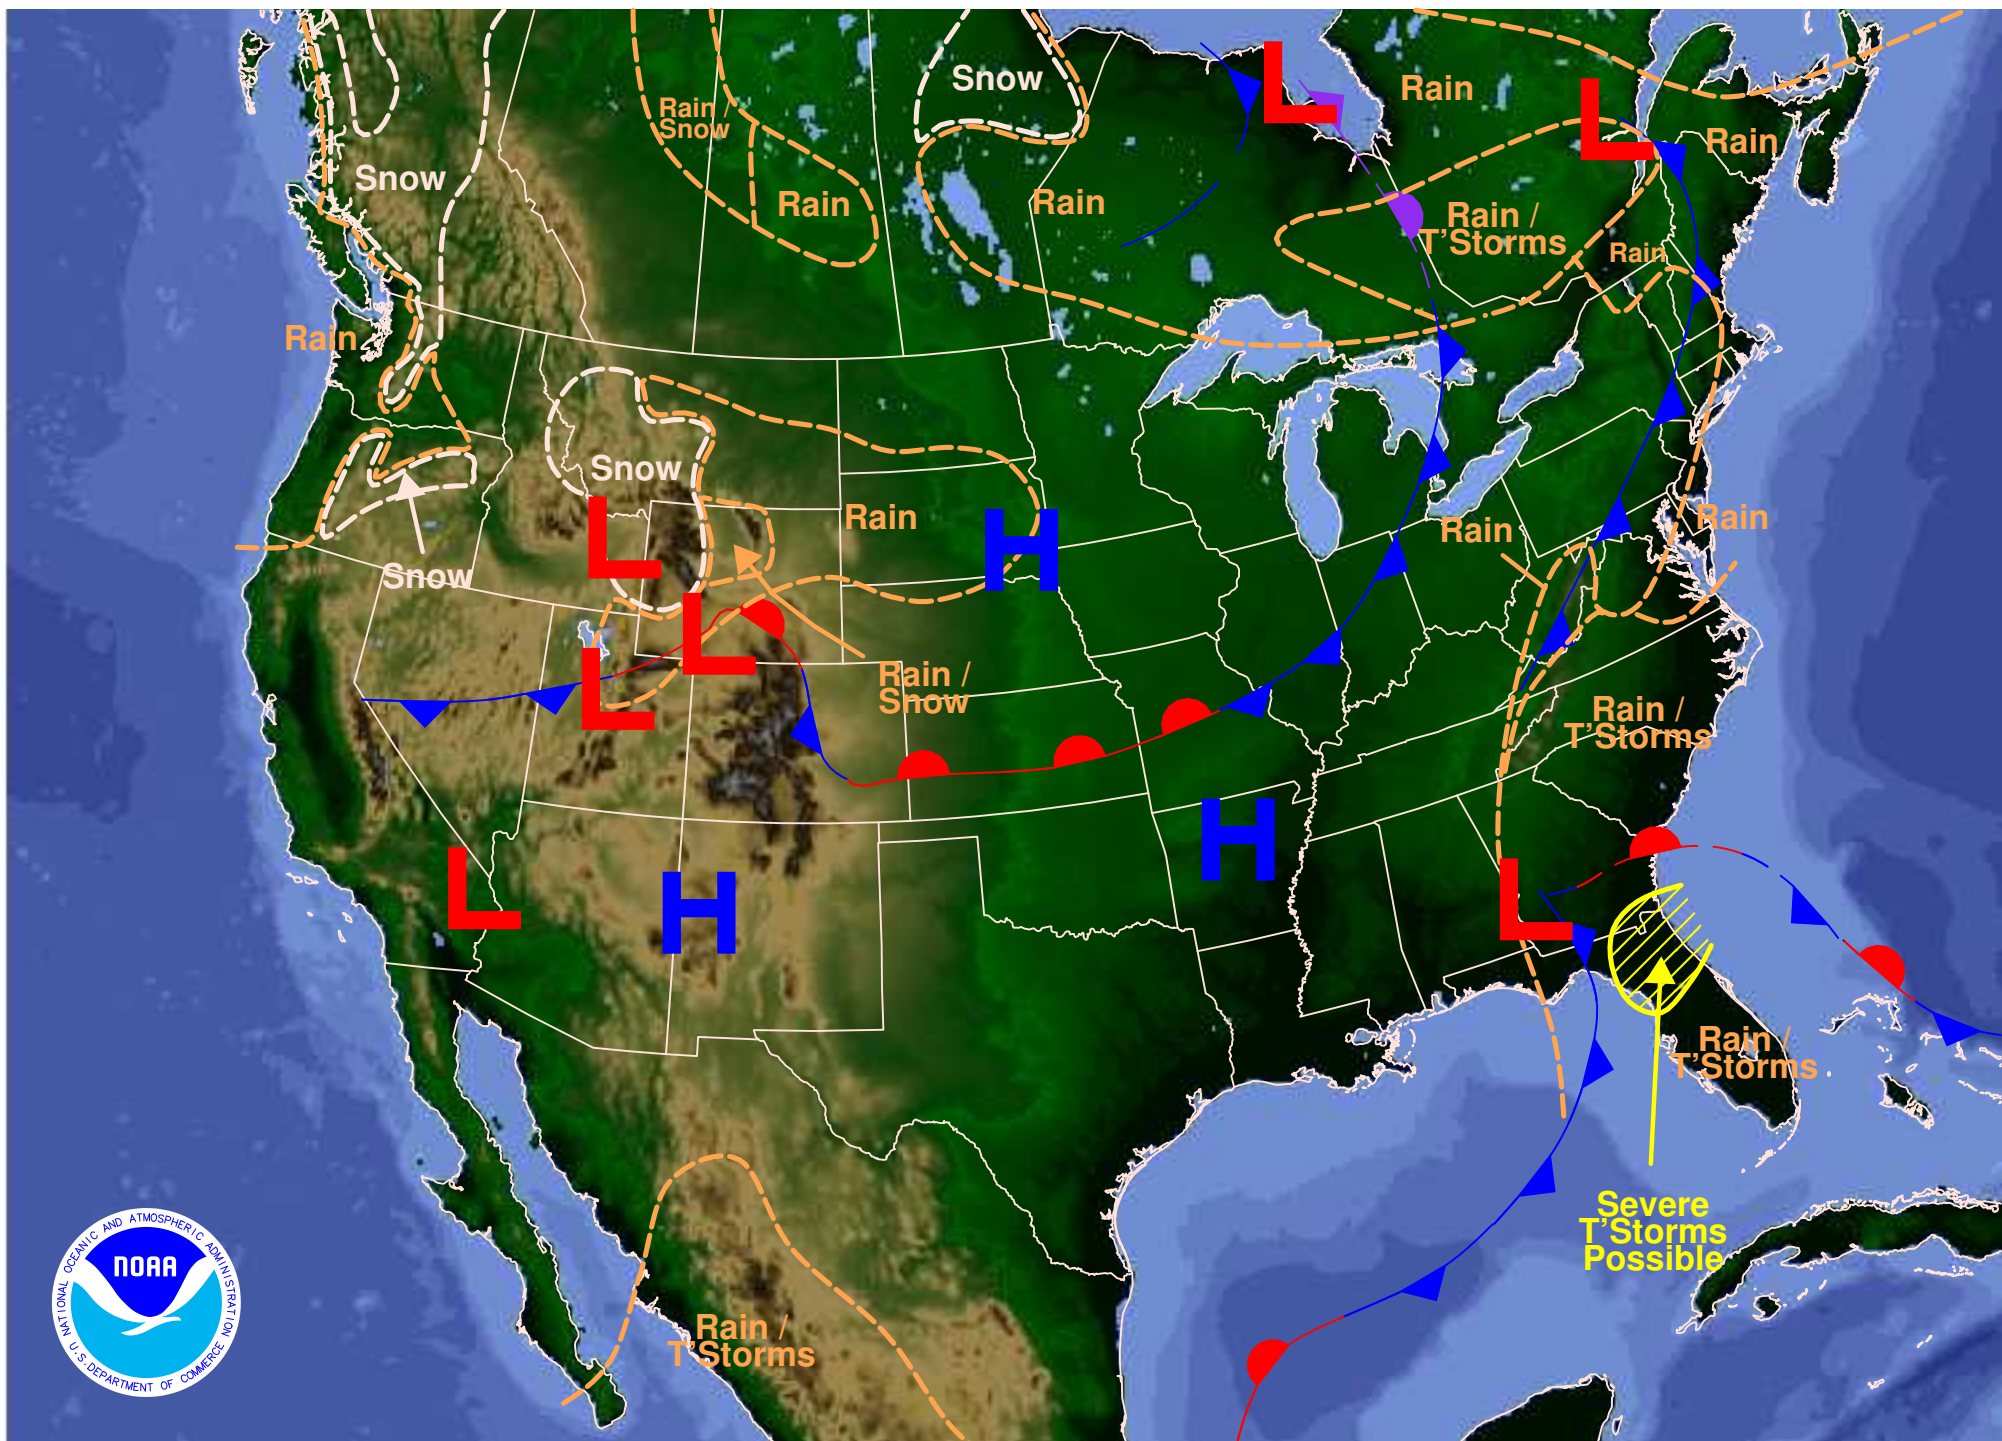 Snow
Rain
Rain /
Snow
Rain
Snow
Rain
Rain
Rain /
T'Storms
Rain
Rain
Snow
Rain
L
L
Snow
Rain
H
Rain
Rain
L
Snow
L
Rain /
Snow
L
Rain /
T'Storms
H
L
H
L
Rain /
T'Storms
Severe
T'Storms
Possible
Rain /
T'Storms
NATIONAL OCEANIC AND ATMOSPHERIC ADMINISTRATION
NOAA
U.S. DEPARTMENT OF COMMERCE